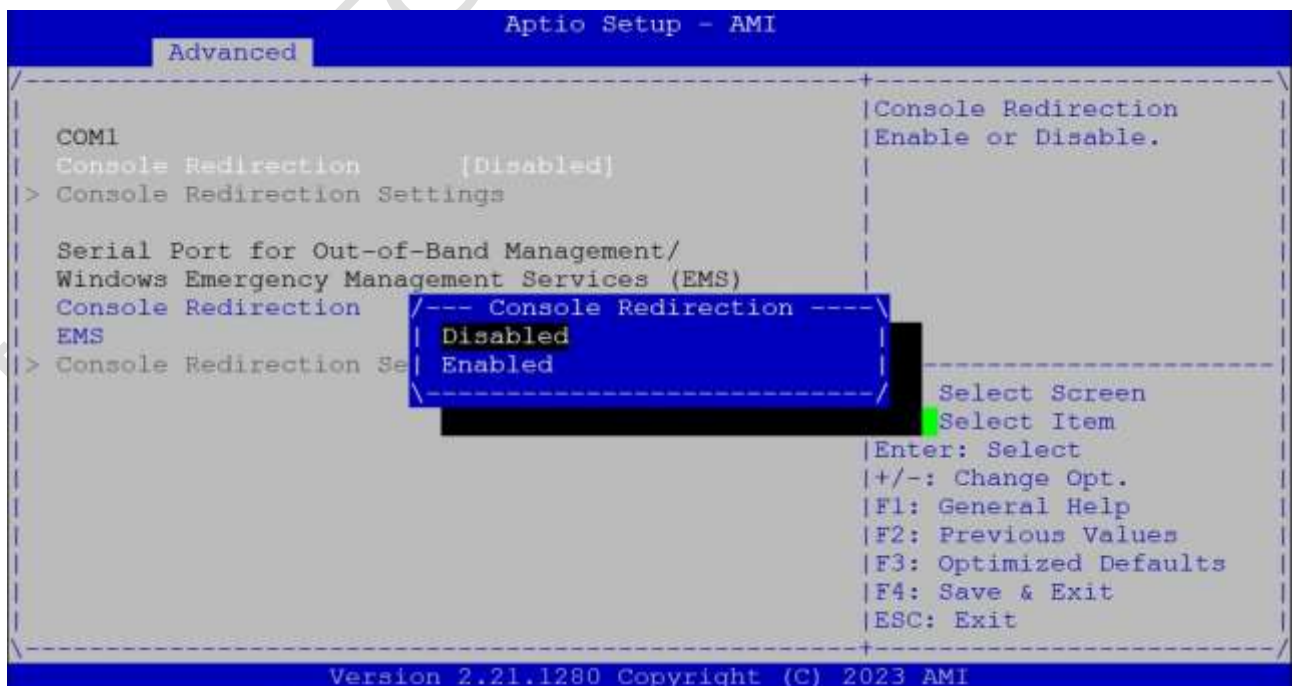 Aptio Setup - AMI
Advanced
COM1
Console Redirection [Disabled]
> Console Redirection Settings
Serial Port for Out-of-Band Management/
Windows Emergency Management Services (EMS)
Console Redirection
EMS
> Console Redirection Se
--- Console Redirection ----
Disabled
Enabled
Console Redirection
Enable or Disable.
Select Screen
Select Item
Enter: Select
+/-: Change Opt.
F1: General Help
F2: Previous Values
F3: Optimized Defaults
F4: Save & Exit
ESC: Exit
Version 2.21.1280 Copyright (C) 2023 AMI